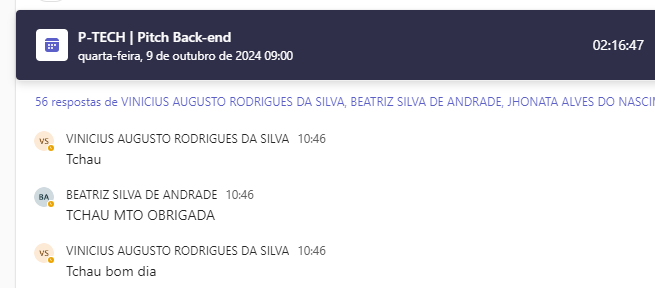 P-TECH | Pitch Back-end
quarta-feira, 9 de outubro de 2024 09:00
02:16:47
56 respostas de VINICIUS AUGUSTO RODRIGUES DA SILVA, BEATRIZ SILVA DE ANDRADE, JHONATA ALVES DO
VS VINICIUS AUGUSTO RODRIGUES DA SILVA 10:46
Tchau
BA BEATRIZ SILVA DE ANDRADE 10:46
TCHAU MTO OBRIGADA
VS VINICIUS AUGUSTO RODRIGUES DA SILVA 10:46
Tchau bom dia